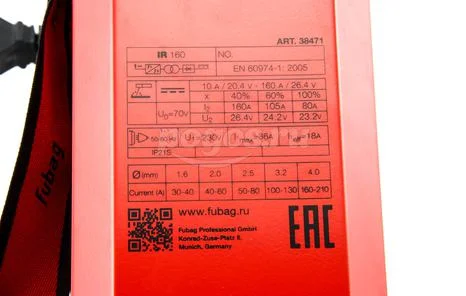 ART. 38471
IR 160 NO.
EN 60974-1: 2005
10 A / 20,4 V - 160 A / 26.4 V
X 40% 60% 100%
I2 160A 105A 80A
U0=70V U2 26.4V 24.2V 23.2V
50/60 Hz U1=230V I1max=36A I1eff=18A
IP21S
Ø(mm) 1.6 2.0 2.5 3.2 4.0
Current (A) 30-40 40-60 50-80 100-130 160-210
www.fubag.ru
Fubag Professional GmbH
Konrad-Zuse-Platz 8,
Munich, Germany
EAC
fubag